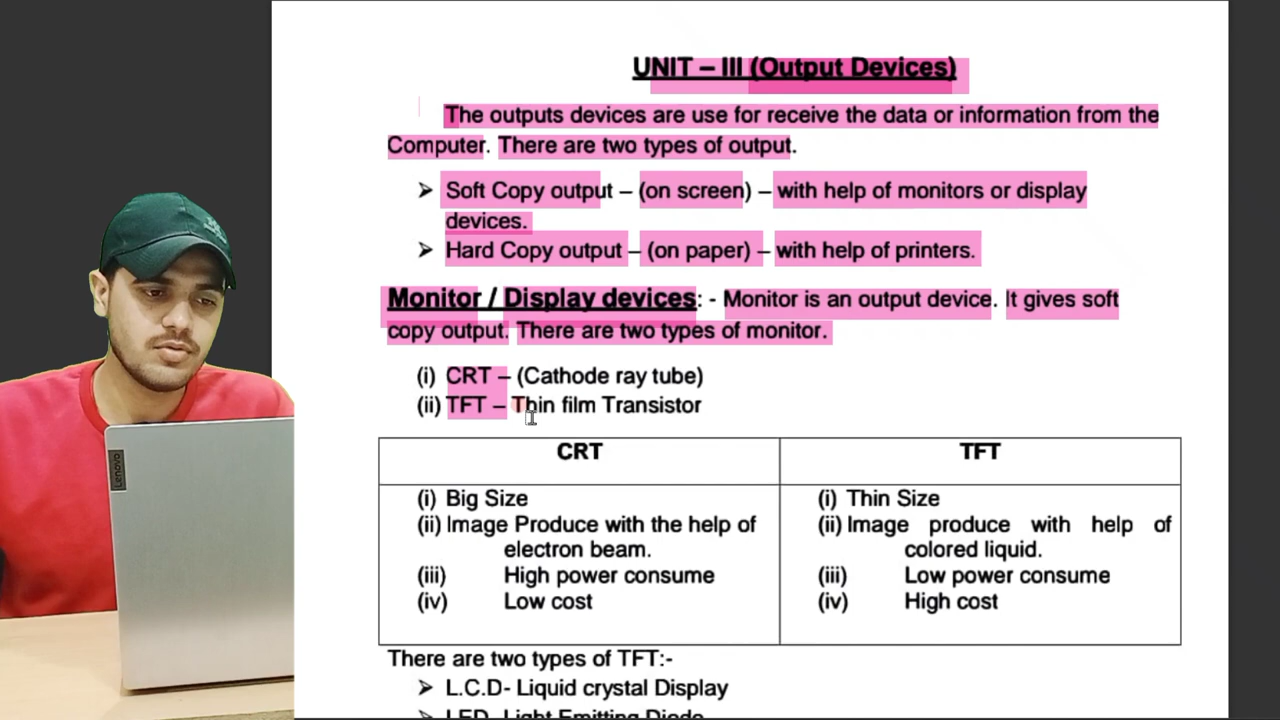 UNIT – III (Output Devices)
The outputs devices are use for receive the data or information from the
Computer. There are two types of output.
➢ Soft Copy output – (on screen) – with help of monitors or display
devices.
➢ Hard Copy output – (on paper) – with help of printers.
Monitor / Display devices: - Monitor is an output device. It gives soft
copy output. There are two types of monitor.
(i) CRT – (Cathode ray tube)
(ii) TFT – Thin film Transistor
CRT
(i) Big Size
(ii) Image Produce with the help of
electron beam.
(iii) High power consume
(iv) Low cost
TFT
(i) Thin Size
(ii) Image produce with help of
colored liquid.
(iii) Low power consume
(iv) High cost
There are two types of TFT:-
➢ L.C.D- Liquid crystal Display
➢ LED- Light Emitting Diode
Lenovo